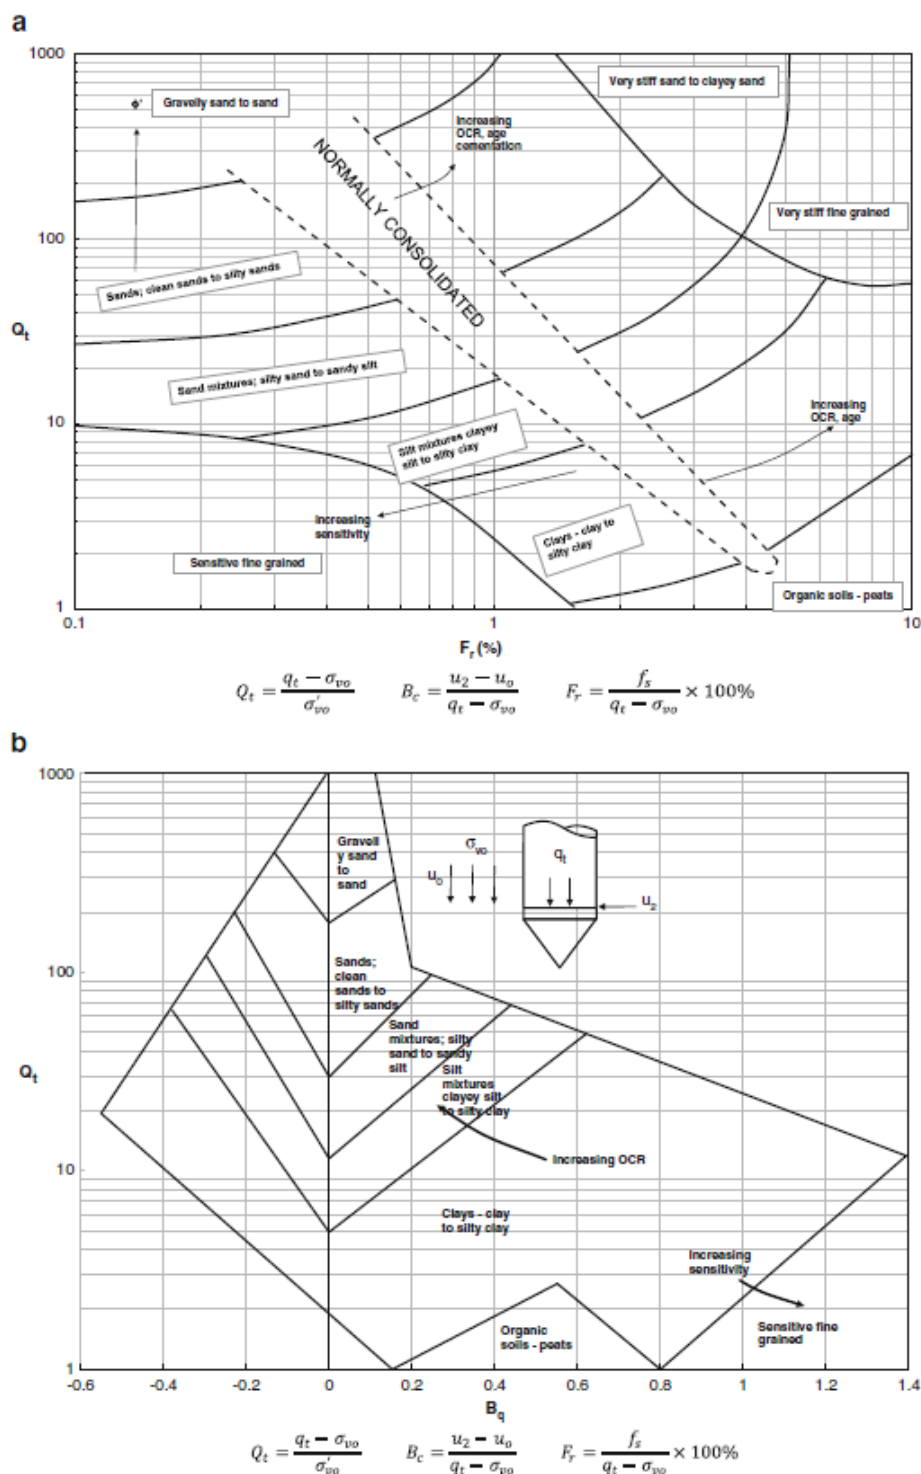 a
1000
Very stiff sand to clayey sand
ϕ'
Gravelly sand to sand
Increasing
OCR, age
cementation
NORMALLY CONSOLIDATED
100
Very stiff fine grained
Sands; clean sands to silty sands
Qt
Sand mixtures; silty sand to sandy silt
Increasing
OCR, age
10
Silt mixtures clayey
silt to silty clay
Increasing
sensitivity
Clays - clay to
silty clay
Sensitive fine grained
Organic soils - peats
1
0.1
1
10
Fr (%)
Qt = (qt − σvo)/σ'vo Bc = (u2 − uo)/(qt − σvo) Fr = fs/(qt − σvo) × 100%
b
1000
Gravell
y sand
to
sand
σvo
uo
qt
u2
100
Sands;
clean
sands to
silty sands
Sand
mixtures; silty
sand to sandy
silt
Silt
mixtures
clayey silt
to silty clay
Qt
Increasing OCR
10
Clays - clay
to silty clay
Increasing
sensitivity
Sensitive fine
grained
Organic
soils - peats
1
-0.6 -0.4 -0.2 0 0.2 0.4 0.6 0.8 1 1.2 1.4
Bq
Qt = (qt − σvo)/σ'vo Bc = (u2 − uo)/(qt − σvo) Fr = fs/(qt − σvo) × 100%